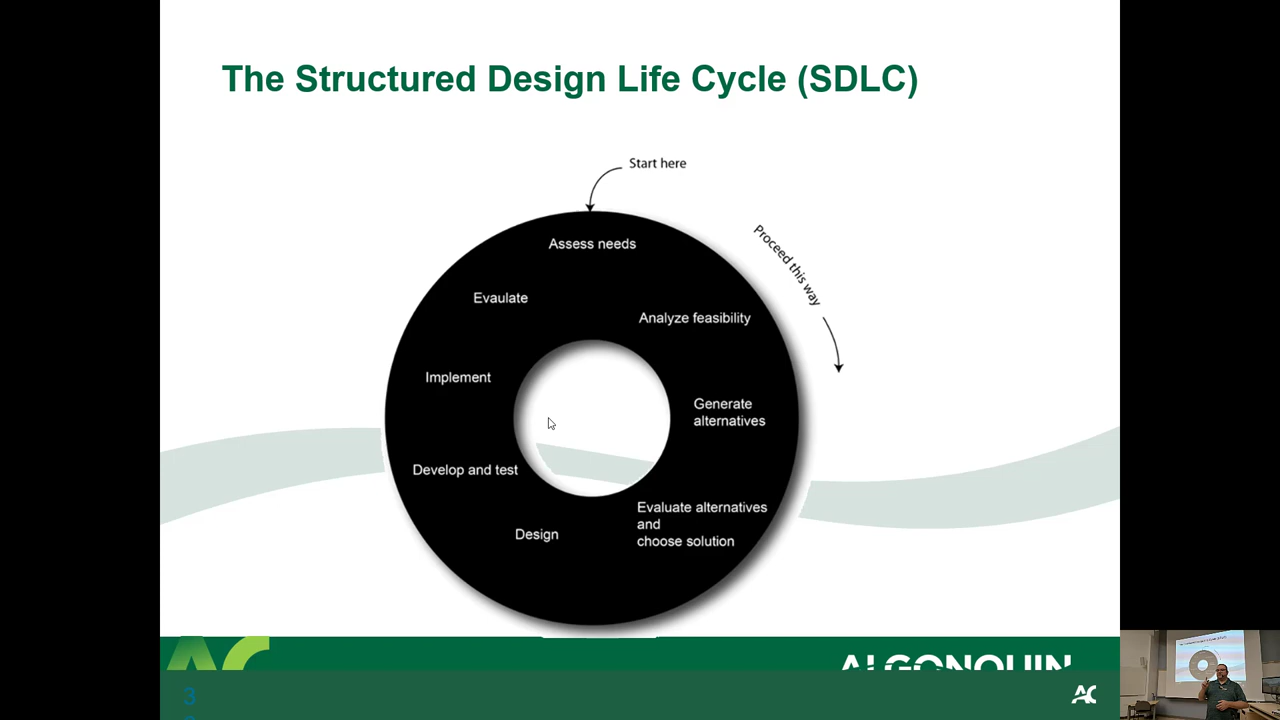 The Structured Design Life Cycle (SDLC)
Start here
Proceed this way
Assess needs
Analyze feasibility
Generate
alternatives
Evaluate alternatives
and
choose solution
Design
Develop and test
Implement
Evaulate
ALGONQUIN
3
AC